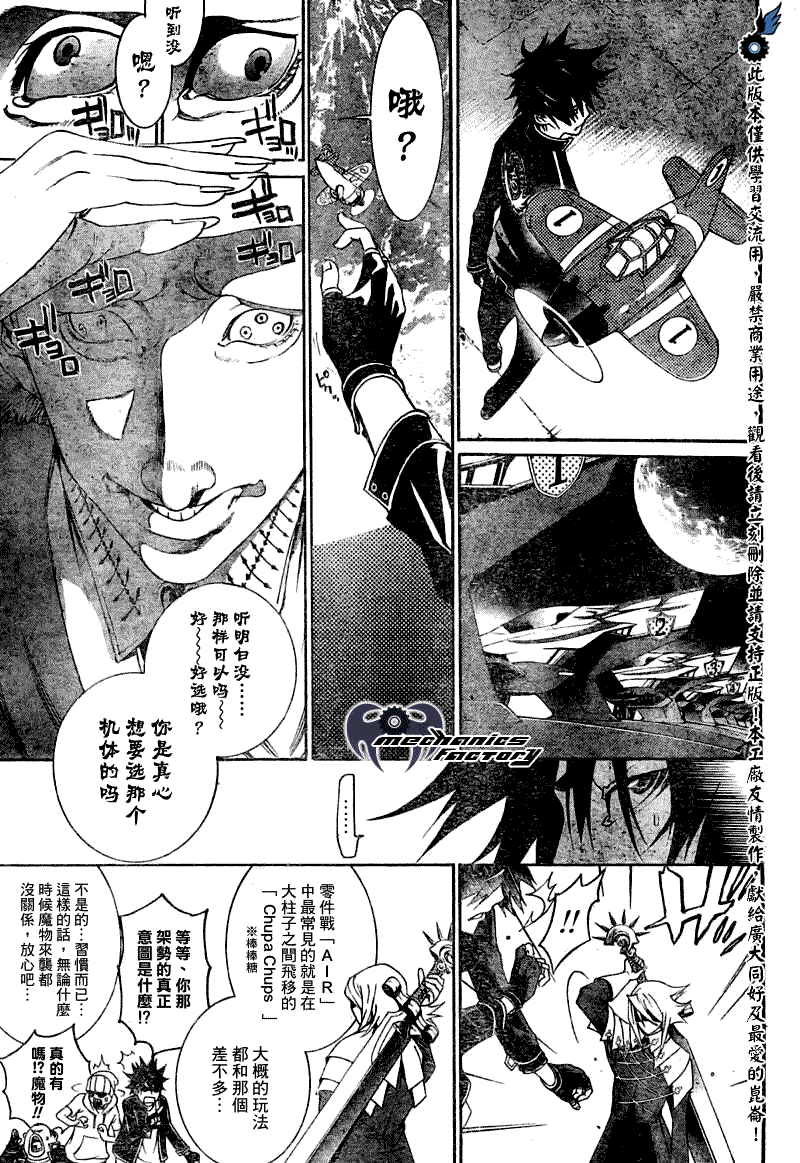 哦？
听到没
嗯？
ギョロ
ギョロ
ギョロ
ギョロ
ギョロ
听明白没……
那样可以吗～
好～～～好选哦？
你是真心
想要选那个
机体的吗
………
mechanics
Factory
1
1
1
1
2
3
!!
零件戰「AIR」
中最常見的就是在
大柱子之間飛移的
「Chupa Chups」
※棒棒糖
大概的玩法
都和那個
差不多…
等等、你那
架勢的真正
意圖是什麼!?
不是的…習慣而已…
這樣的話，無論什麼
時候魔物來襲都
沒關係，放心吧…
真的有
嗎!?魔物!!
此版本僅供學習交流用，嚴禁商業用途，觀看後請立刻刪除並請支持正版！本工廠友情製作，獻給廣大同好及最愛的崑崙！